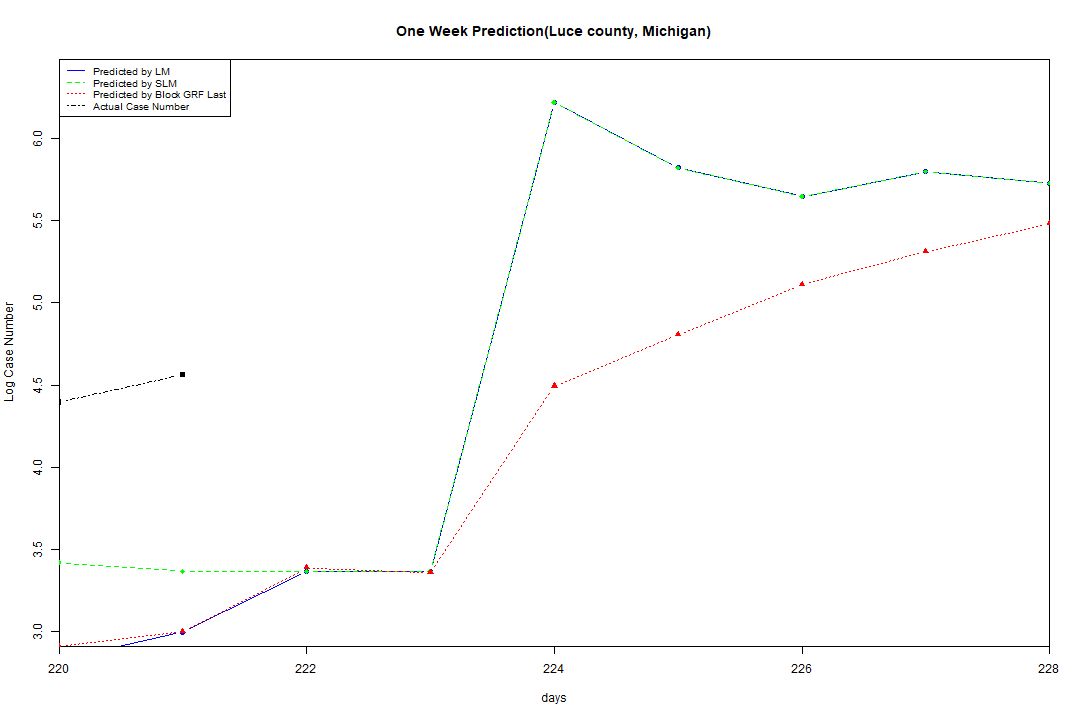 One Week Prediction(Luce county, Michigan)
Predicted by LM
Predicted by SLM
Predicted by Block GRF Last
Actual Case Number
6.0
5.5
5.0
4.5
4.0
3.5
3.0
Log Case Number
220 222 224 226 228
days